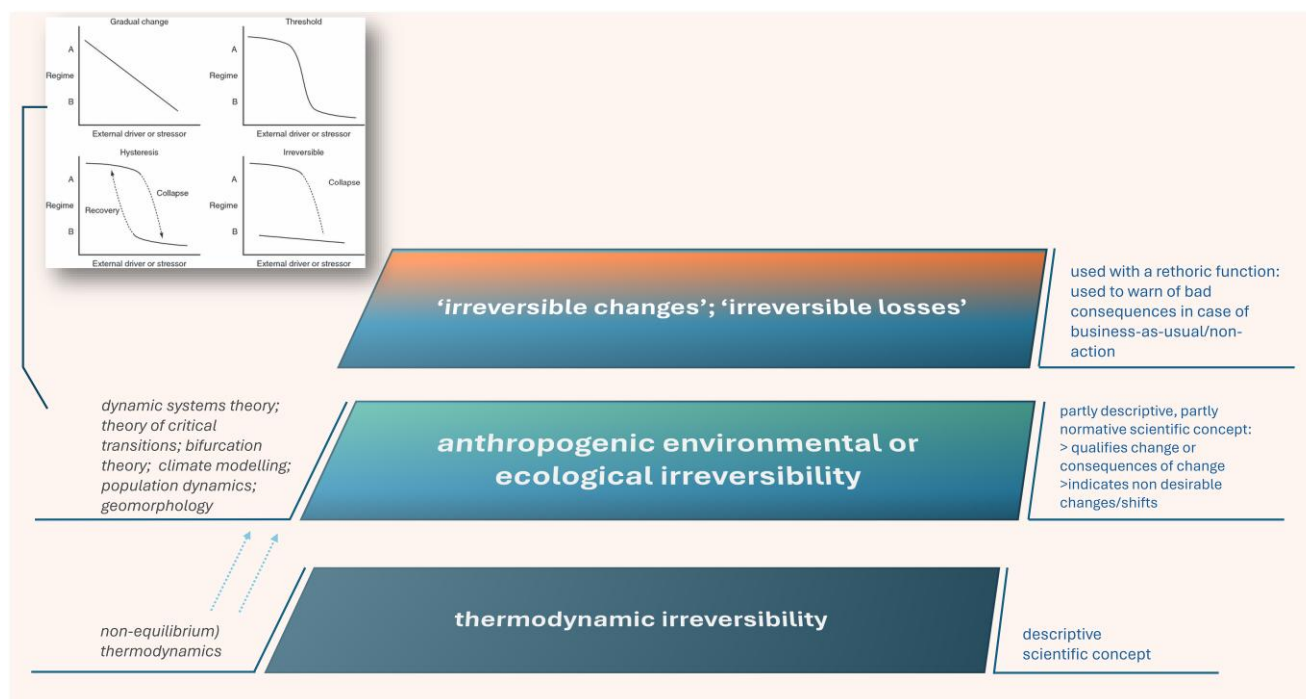 Gradual change
A
Regime
B
External driver or stressor
Threshold
A
Regime
B
External driver or stressor
Hysteresis
A
Collapse
Regime
Recovery
B
External driver or stressor
Irreversible
A
Collapse
Regime
B
External driver or stressor
‘irreversible changes’; ‘irreversible losses’
used with a rethoric function:
used to warn of bad
consequences in case of
business-as-usual/non-
action
dynamic systems theory;
theory of critical
transitions; bifurcation
theory; climate modelling;
population dynamics;
geomorphology
anthropogenic environmental or
ecological irreversibility
partly descriptive, partly
normative scientific concept:
> qualifies change or
consequences of change
>indicates non desirable
changes/shifts
non-equilibrium)
thermodynamics
thermodynamic irreversibility
descriptive
scientific concept